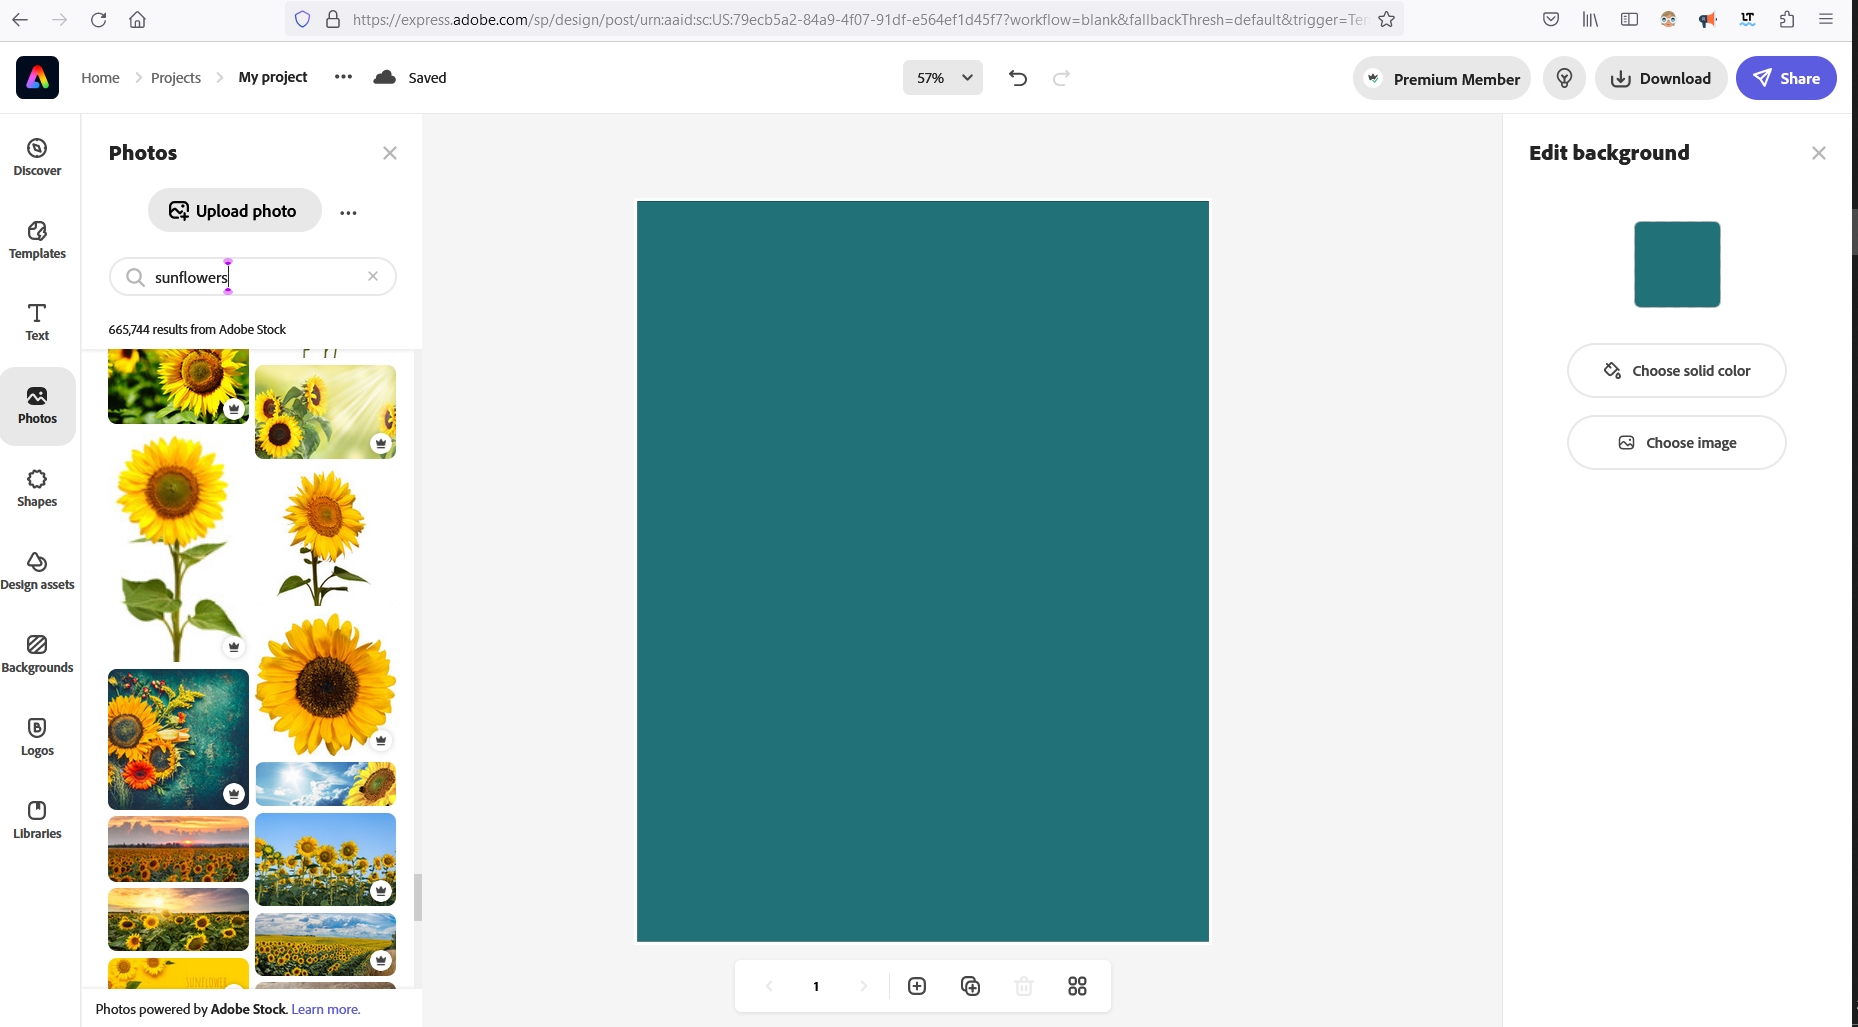 https://express.adobe.com/sp/design/post/urn:aaid:sc:US:79ecb5a2-84a9-4f07-91df-e564ef1d45f7?workflow=blank&fallbackThresh=default&trigger=Ter
LT
Home
Projects
My project
Saved
57%
Premium Member
Download
Share
Discover
Templates
Text
Photos
Shapes
Design assets
Backgrounds
Logos
Libraries
Photos
Upload photo
sunflowers
665,744 results from Adobe Stock
SUNFLOWER
Photos powered by Adobe Stock. Learn more.
1
Edit background
Choose solid color
Choose image